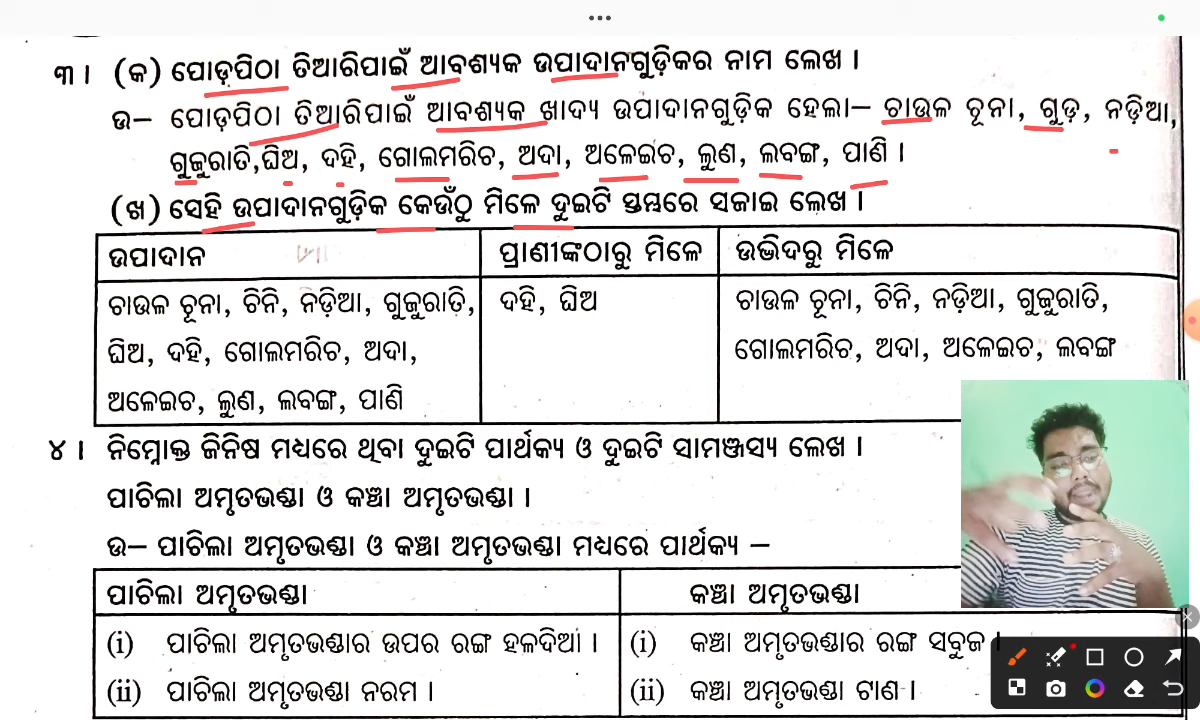 ୩। (କ) ପୋଡ଼ପିଠା ତିଆରିପାଇଁ ଆବଶ୍ୟକ ଉପାଦାନଗୁଡ଼ିକର ନାମ ଲେଖ।
ଉ– ପୋଡ଼ପିଠା ତିଆରିପାଇଁ ଆବଶ୍ୟକ ଖାଦ୍ୟ ଉପାଦାନଗୁଡ଼ିକ ହେଲା– ଚାଉଳ ଚୂନା, ଗୁଡ଼, ନଡ଼ିଆ,
ଗୁଜୁରାତି,ଘିଅ, ଦହି, ଗୋଲମରିଚ, ଅଦା, ଅଳେଇଚ, ଲୁଣ, ଲବଙ୍ଗ, ପାଣି।
(ଖ) ସେହି ଉପାଦାନଗୁଡ଼ିକ କେଉଁଠୁ ମିଳେ ଦୁଇଟି ସ୍ତମ୍ଭରେ ସଜାଇ ଲେଖ।
ଉପାଦାନ ପ୍ରାଣୀଙ୍କଠାରୁ ମିଳେ ଉଦ୍ଭିଦରୁ ମିଳେ
ଚାଉଳ ଚୂନା, ଚିନି, ନଡ଼ିଆ, ଗୁଜୁରାତି, ଦହି, ଘିଅ ଚାଉଳ ଚୂନା, ଚିନି, ନଡ଼ିଆ, ଗୁଜୁରାତି,
ଘିଅ, ଦହି, ଗୋଲମରିଚ, ଅଦା, ଗୋଲମରିଚ, ଅଦା, ଅଳେଇଚ, ଲବଙ୍ଗ
ଅଳେଇଚ, ଲୁଣ, ଲବଙ୍ଗ, ପାଣି
୪। ନିମ୍ନୋକ୍ତ ଜିନିଷ ମଧ୍ୟରେ ଥିବା ଦୁଇଟି ପାର୍ଥକ୍ୟ ଓ ଦୁଇଟି ସାମଞ୍ଜସ୍ୟ ଲେଖ।
ପାଚିଲା ଅମୃତଭଣ୍ଡା ଓ କଞ୍ଚା ଅମୃତଭଣ୍ଡା।
ଉ– ପାଚିଲା ଅମୃତଭଣ୍ଡା ଓ କଞ୍ଚା ଅମୃତଭଣ୍ଡା ମଧ୍ୟରେ ପାର୍ଥକ୍ୟ –
ପାଚିଲା ଅମୃତଭଣ୍ଡା କଞ୍ଚା ଅମୃତଭଣ୍ଡା
(i) ପାଚିଲା ଅମୃତଭଣ୍ଡାର ଉପର ରଙ୍ଗ ହଳଦିଆ। (i) କଞ୍ଚା ଅମୃତଭଣ୍ଡାର ରଙ୍ଗ ସବୁଜ।
(ii) ପାଚିଲା ଅମୃତଭଣ୍ଡା ନରମ। (ii) କଞ୍ଚା ଅମୃତଭଣ୍ଡା ଟାଣ।